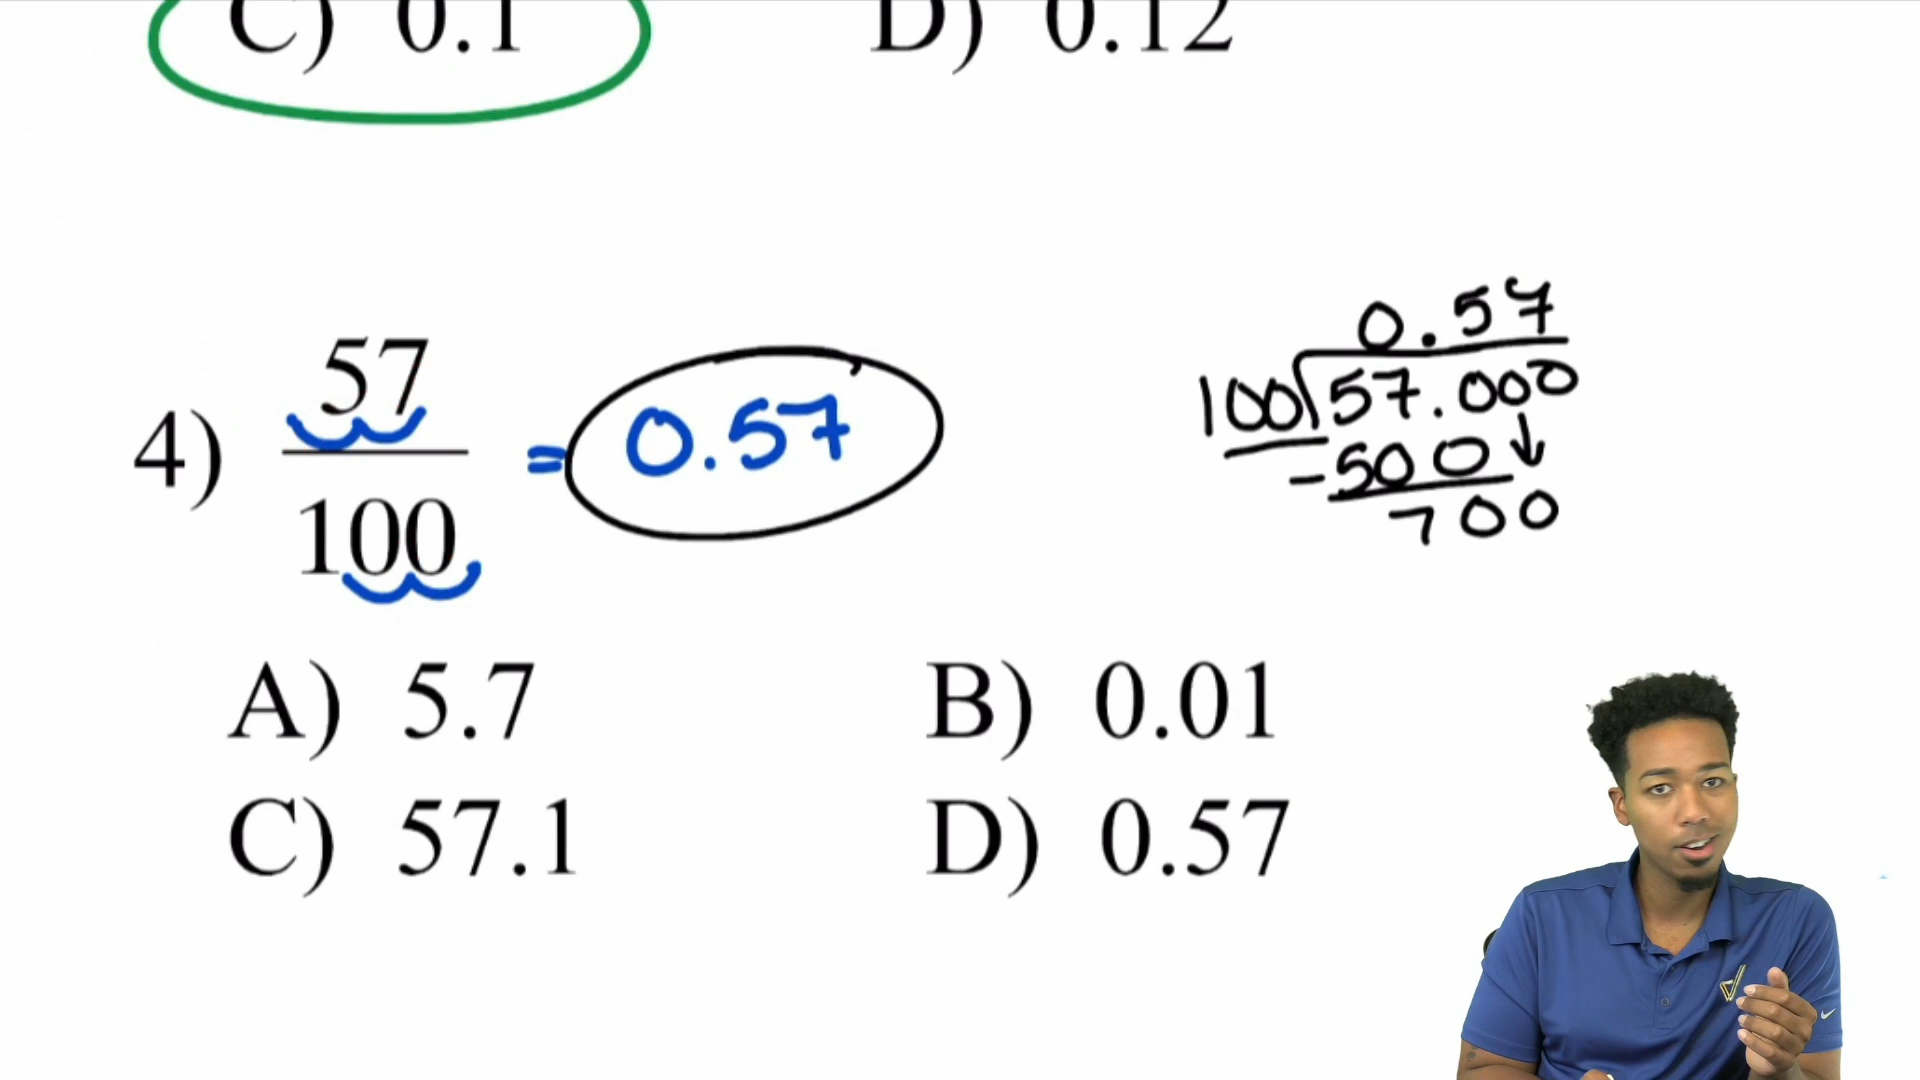 C) 0.1 D) 0.12
4) 57/100 = 0.57
0.57
100)57.000
-500
700
A) 5.7 B) 0.01
C) 57.1 D) 0.57